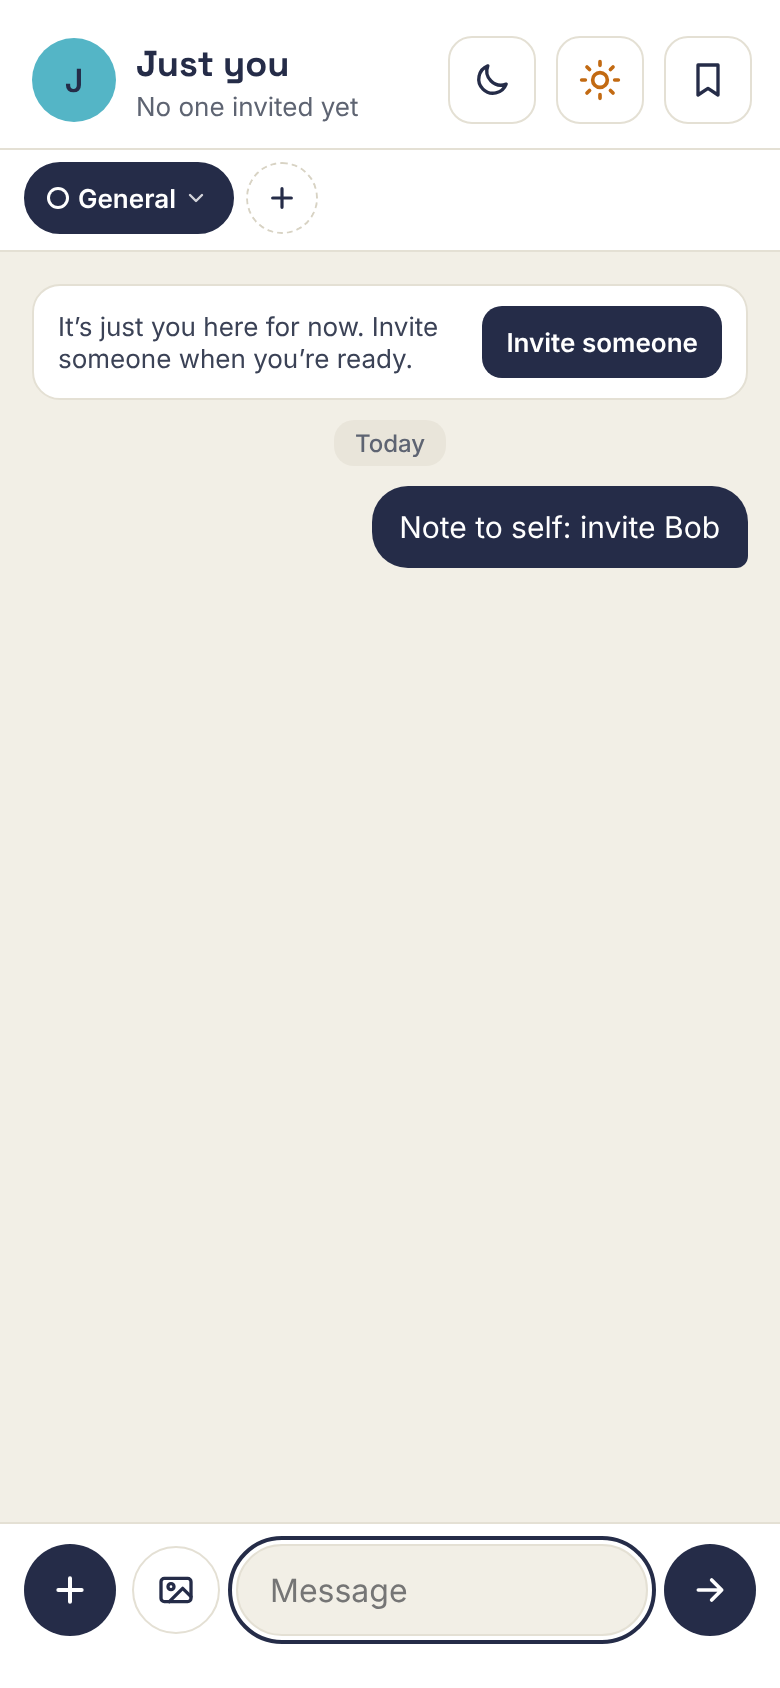 J
Just you
No one invited yet
General
It’s just you here for now. Invite
someone when you’re ready.
Invite someone
Today
Note to self: invite Bob
Message